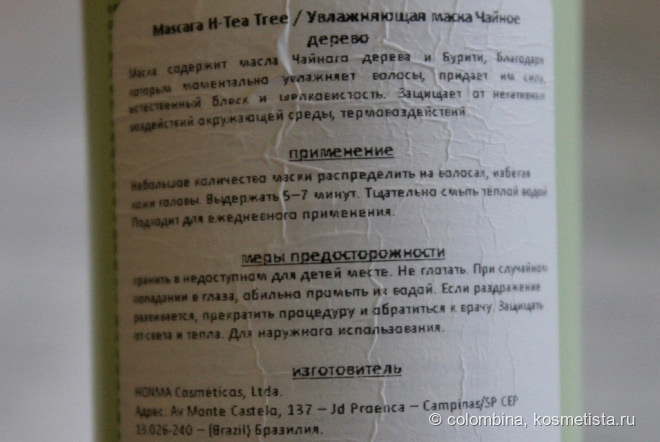 Mascara H-Tea Tree / Увлажняющая маска Чайное
дерево
Маска содержит масла Чайного дерева и Бурити, благодаря
которым моментально увлажняет волосы, придает им силу,
естественный блеск и шелковистость. Защищает от негативных
воздействий окружающей среды, термовоздействий.
применение
Небольшое количество маски распределить на волосах, избегая
кожи головы. Выдержать 5–7 минут. Тщательно смыть тёплой водой.
Подходит для ежедневного применения.
меры предосторожности
хранить в недоступном для детей месте. Не глотать. При случайном
попадании в глаза, обильно промыть их водой. Если раздражение
развивается, прекратить процедуру и обратиться к врачу. Защищать
от света и тепла. Для наружного использования.
изготовитель
HONMA Cosmeticos, Ltda.
Адрес: Av Monte Castelo, 137 – Jd Proenca – Campinas/SP CEP
13.026-240 – (Brazil) Бразилия.
© colombina, kosmetista.ru